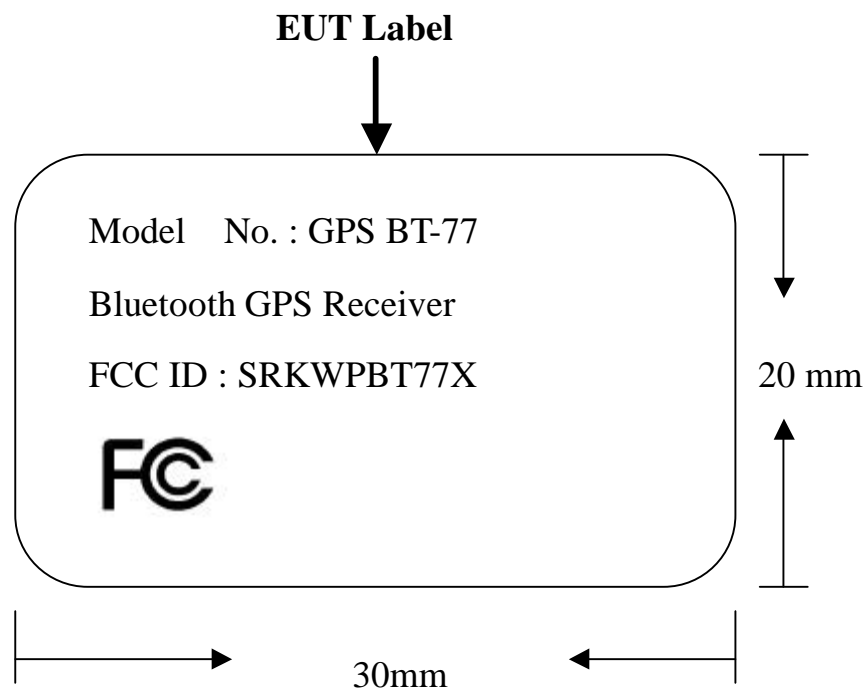 EUT Label
Model No. : GPS BT-77
Bluetooth GPS Receiver
FCC ID : SRKWPBT77X
20 mm
FC
30mm